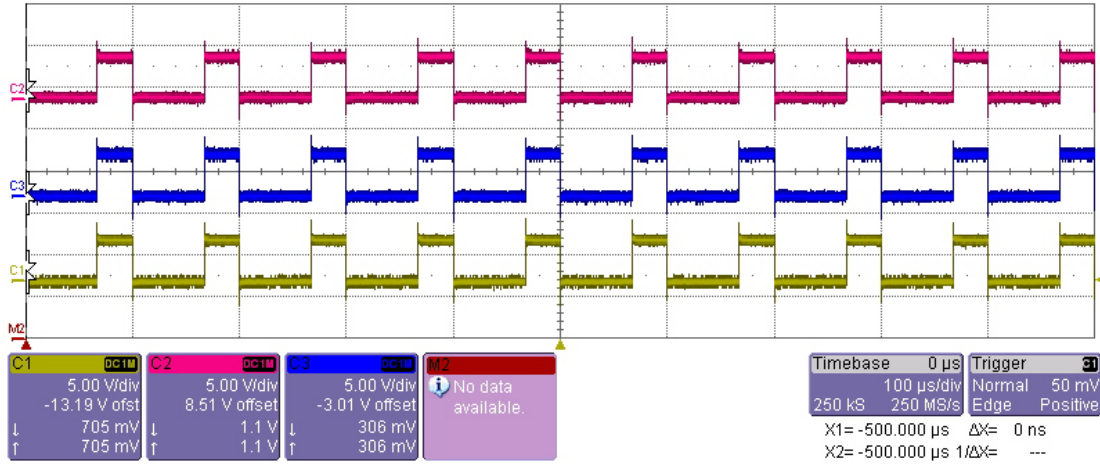 C2
C3
C1
M2
C1 DC1M
5.00 V/div
-13.19 V ofst
↓ 705 mV
↑ 705 mV
C2 DC1M
5.00 V/div
8.51 V offset
↓ 1.1 V
↑ 1.1 V
C3 DC1M
5.00 V/div
-3.01 V offset
↓ 306 mV
↑ 306 mV
M2
No data
available.
Timebase 0 µs
100 µs/div
250 kS 250 MS/s
Trigger C1
Normal 50 mV
Edge Positive
X1= -500.000 µs ΔX= 0 ns
X2= -500.000 µs 1/ΔX= ---